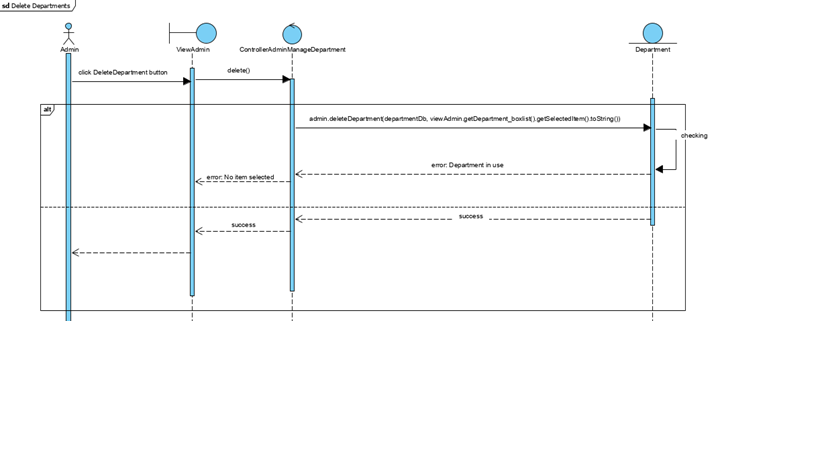 sd Delete Departments
Admin
ViewAdmin
ControllerAdminManageDepartment
Department
click DeleteDepartment button
delete()
alt
admin.deleteDepartment(departmentDb, viewAdmin.getDepartment_boxlist().getSelectedItem().toString())
checking
error: Department in use
error: No item selected
success
success